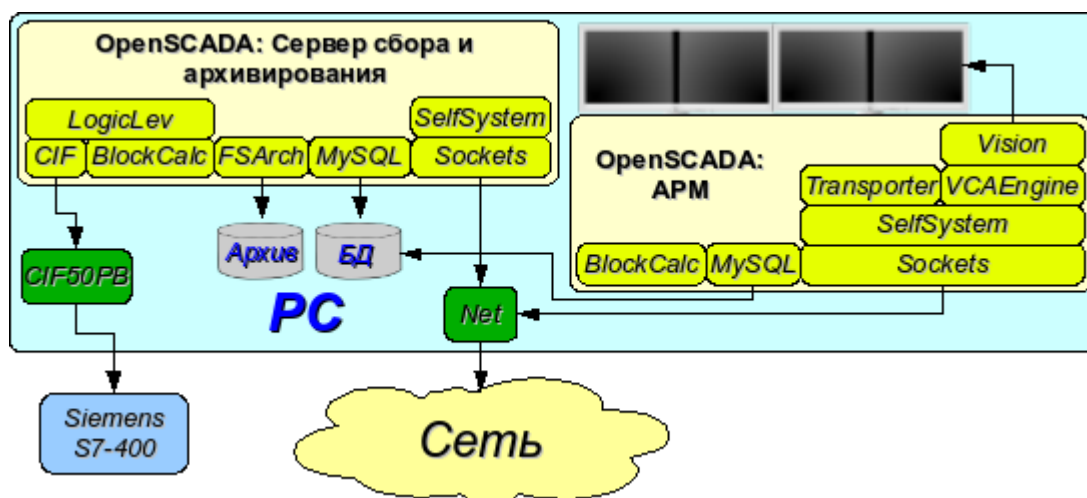 OpenSCADA: Сервер сбора и
архивирования
LogicLev
SelfSystem
CIF
BlockCalc
FSArch
MySQL
Sockets
OpenSCADA:
АРМ
Vision
Transporter
VCAEngine
SelfSystem
BlockCalc
MySQL
Sockets
CIF50PB
Архив
БД
PC
Net
Siemens
S7-400
Сеть